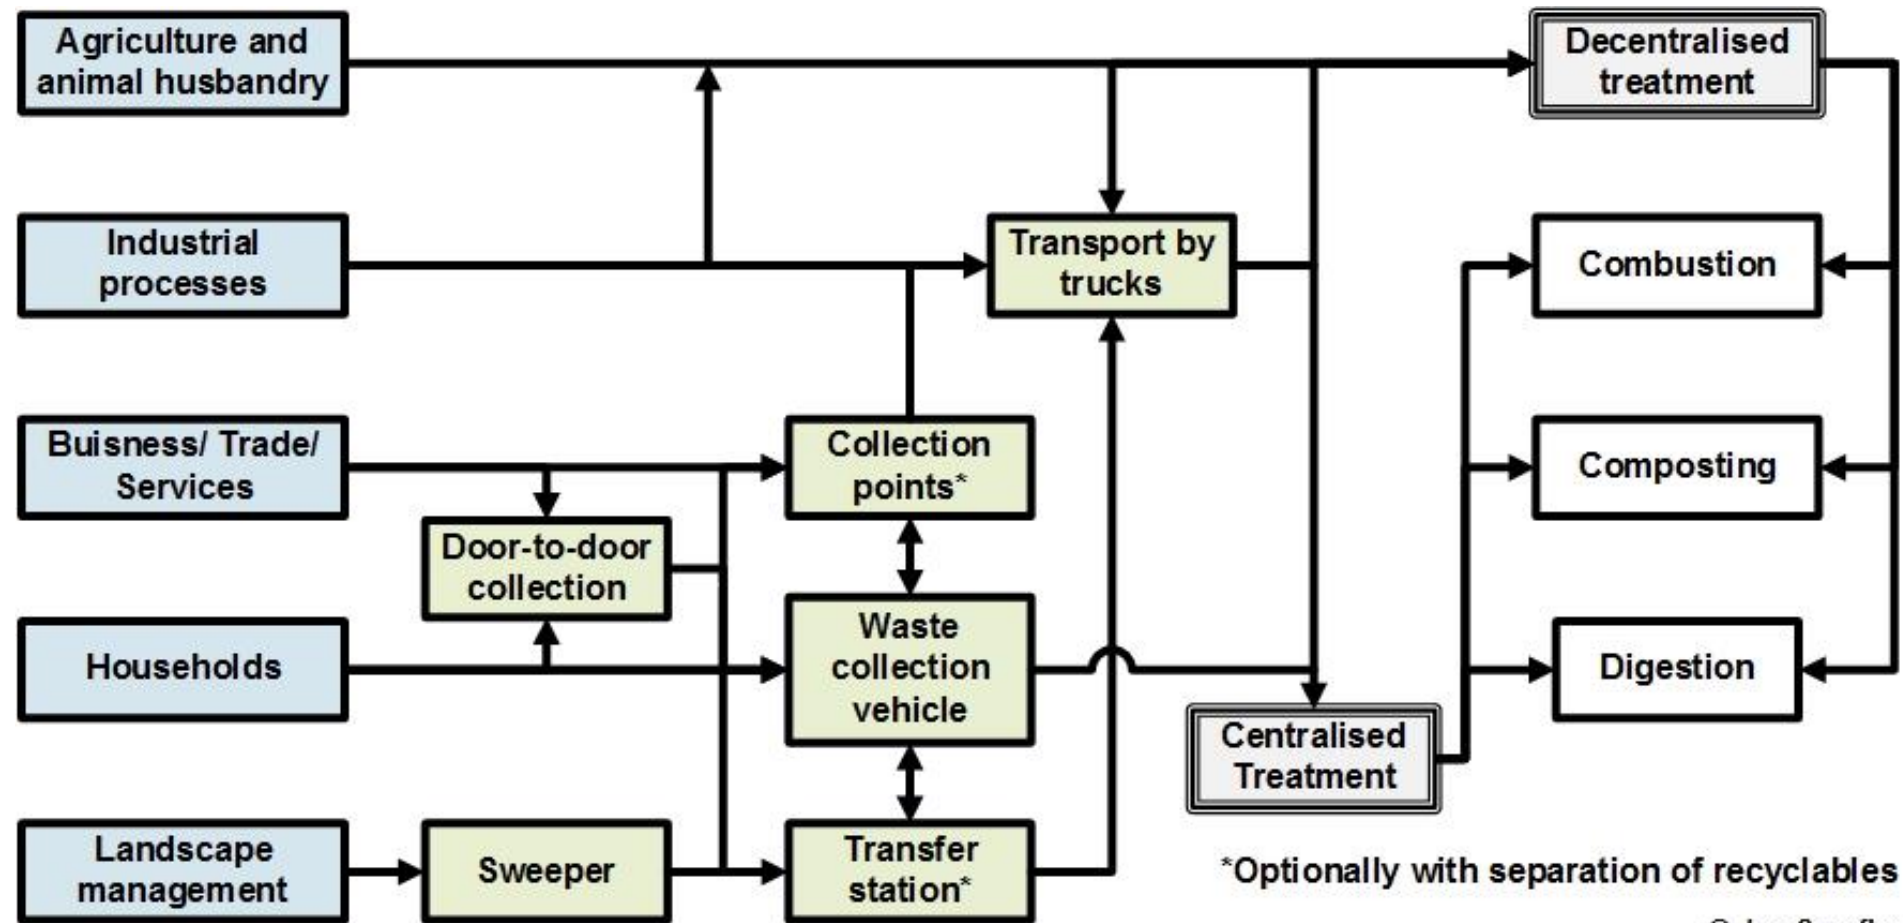 Agriculture and
animal husbandry
Decentralised
treatment
Industrial
processes
Transport by
trucks
Combustion
Buisness/ Trade/
Services
Collection
points*
Composting
Door-to-door
collection
Households
Waste
collection
vehicle
Digestion
Centralised
Treatment
Landscape
management
Sweeper
Transfer
station*
*Optionally with separation of recyclables